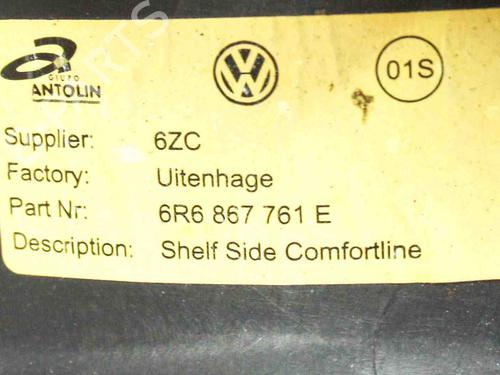 GRUPO
ANTOLIN
01S
Supplier: 6ZC
Factory: Uitenhage
Part Nr: 6R6 867 761 E
Description: Shelf Side Comfortline